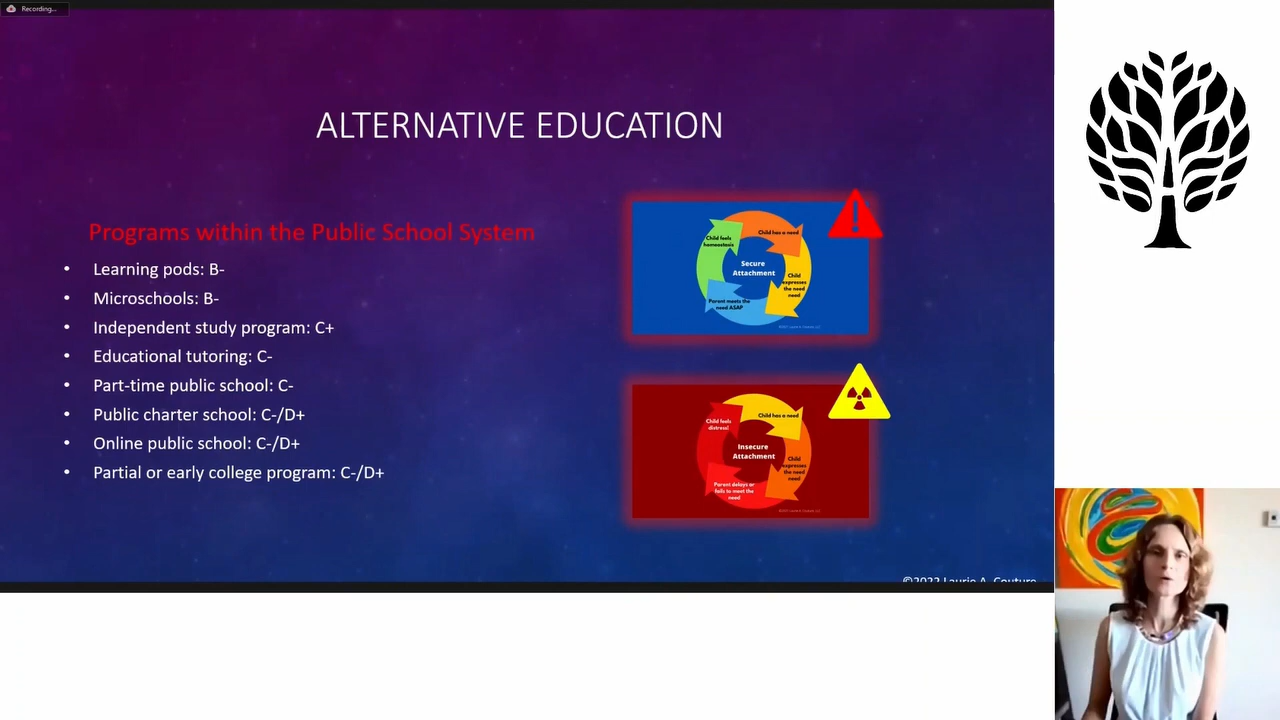 Recording...
ALTERNATIVE EDUCATION
Programs within the Public School System
• Learning pods: B-
• Microschools: B-
• Independent study program: C+
• Educational tutoring: C-
• Part-time public school: C-
• Public charter school: C-/D+
• Online public school: C-/D+
• Partial or early college program: C-/D+
Child feels
homeostasis
Child has a need
Secure
Attachment
Child
expresses
the need
need
Parent meets the
need ASAP
Child feels
distress!
Child has a need
Insecure
Attachment
Child
expresses
the need
need
Parent delays or
fails to meet the
need
©2022 Laurie A. Couture